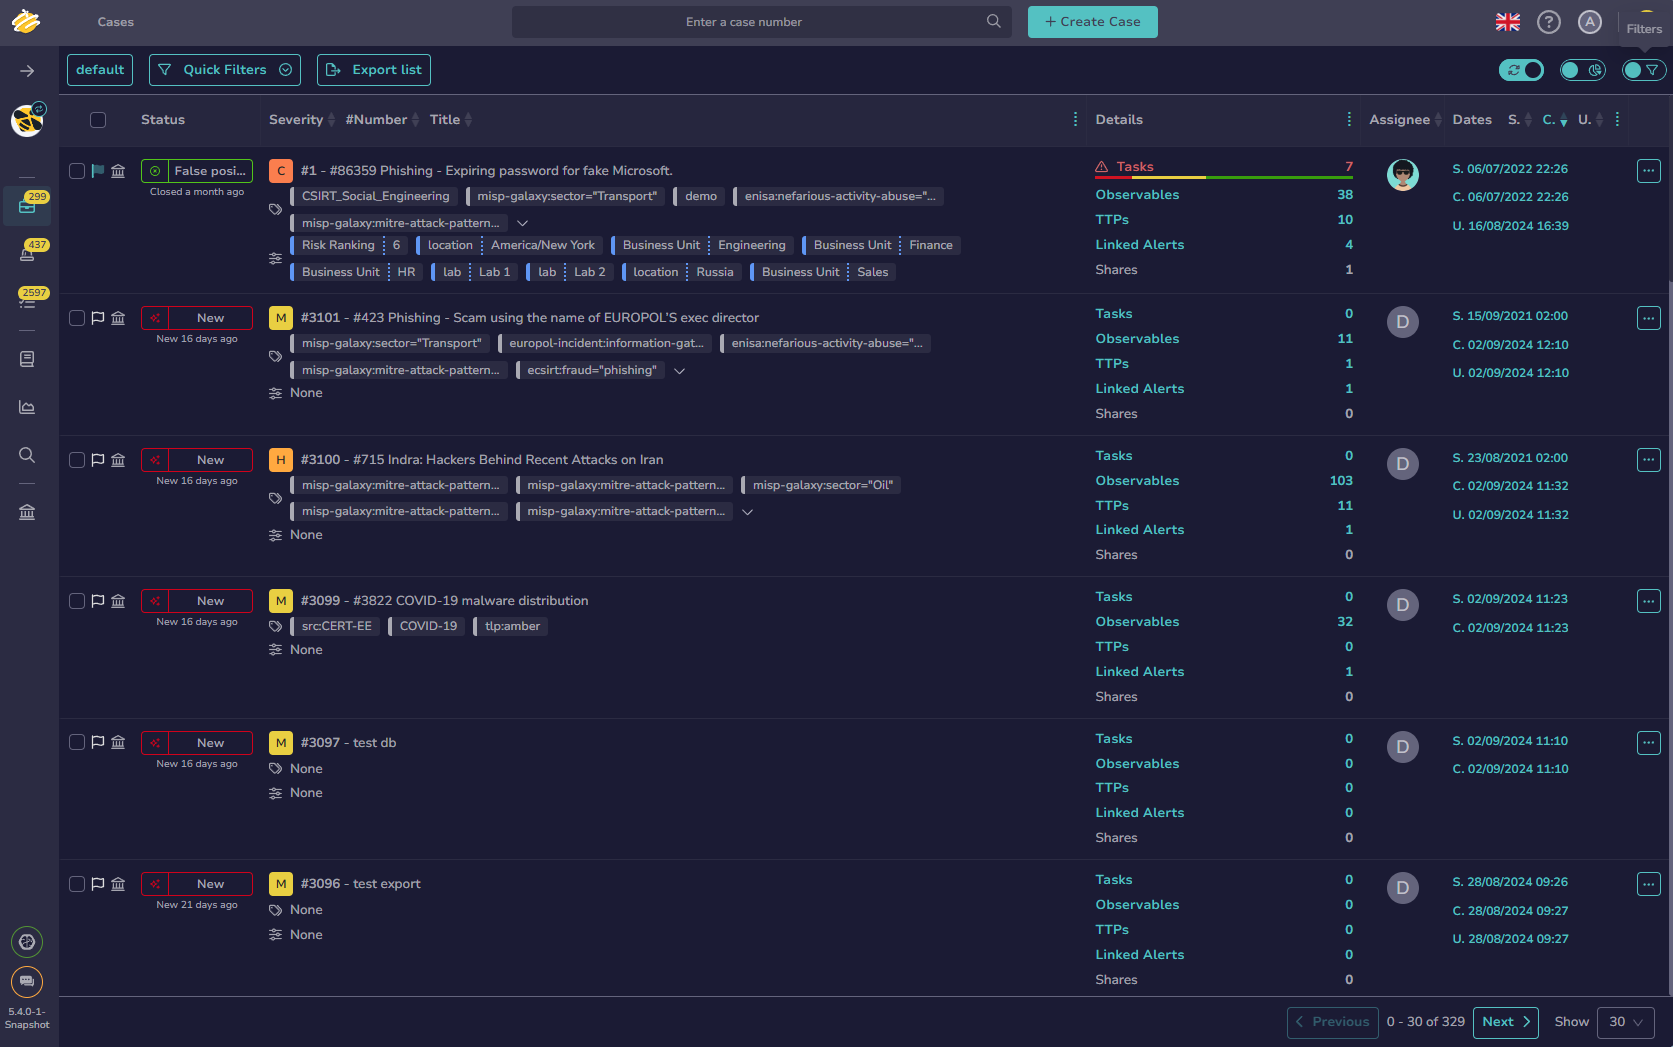 Cases
Enter a case number
+ Create Case
?
A
Filters
default
Quick Filters
Export list
Status
Severity #Number Title
Details
Assignee
Dates S. C. U.
299
437
2597
False posi...
Closed a month ago
C #1 - #86359 Phishing - Expiring password for fake Microsoft.
CSIRT_Social_Engineering misp-galaxy:sector="Transport" demo enisa:nefarious-activity-abuse="...
misp-galaxy:mitre-attack-pattern...
Risk Ranking 6 location America/New York Business Unit Engineering Business Unit Finance
Business Unit HR lab Lab 1 lab Lab 2 location Russia Business Unit Sales
Tasks 7
Observables 38
TTPs 10
Linked Alerts 4
Shares 1
S. 06/07/2022 22:26
C. 06/07/2022 22:26
U. 16/08/2024 16:39
New
New 16 days ago
M #3101 - #423 Phishing - Scam using the name of EUROPOL'S exec director
misp-galaxy:sector="Transport" europol-incident:information-gat... enisa:nefarious-activity-abuse="...
misp-galaxy:mitre-attack-pattern... ecsirt:fraud="phishing"
None
Tasks 0
Observables 11
TTPs 1
Linked Alerts 1
Shares 0
D
S. 15/09/2021 02:00
C. 02/09/2024 12:10
U. 02/09/2024 12:10
New
New 16 days ago
H #3100 - #715 Indra: Hackers Behind Recent Attacks on Iran
misp-galaxy:mitre-attack-pattern... misp-galaxy:mitre-attack-pattern... misp-galaxy:sector="Oil"
misp-galaxy:mitre-attack-pattern... misp-galaxy:mitre-attack-pattern...
None
Tasks 0
Observables 103
TTPs 11
Linked Alerts 1
Shares 0
D
S. 23/08/2021 02:00
C. 02/09/2024 11:32
U. 02/09/2024 11:32
New
New 16 days ago
M #3099 - #3822 COVID-19 malware distribution
src:CERT-EE COVID-19 tlp:amber
None
Tasks 0
Observables 32
TTPs 0
Linked Alerts 1
Shares 0
D
S. 02/09/2024 11:23
C. 02/09/2024 11:23
New
New 16 days ago
M #3097 - test db
None
None
Tasks 0
Observables 0
TTPs 0
Linked Alerts 0
Shares 0
D
S. 02/09/2024 11:10
C. 02/09/2024 11:10
New
New 21 days ago
M #3096 - test export
None
None
Tasks 0
Observables 0
TTPs 0
Linked Alerts 0
Shares 0
D
S. 28/08/2024 09:26
C. 28/08/2024 09:27
U. 28/08/2024 09:27
5.4.0-1-
Snapshot
Previous 0 - 30 of 329 Next Show 30